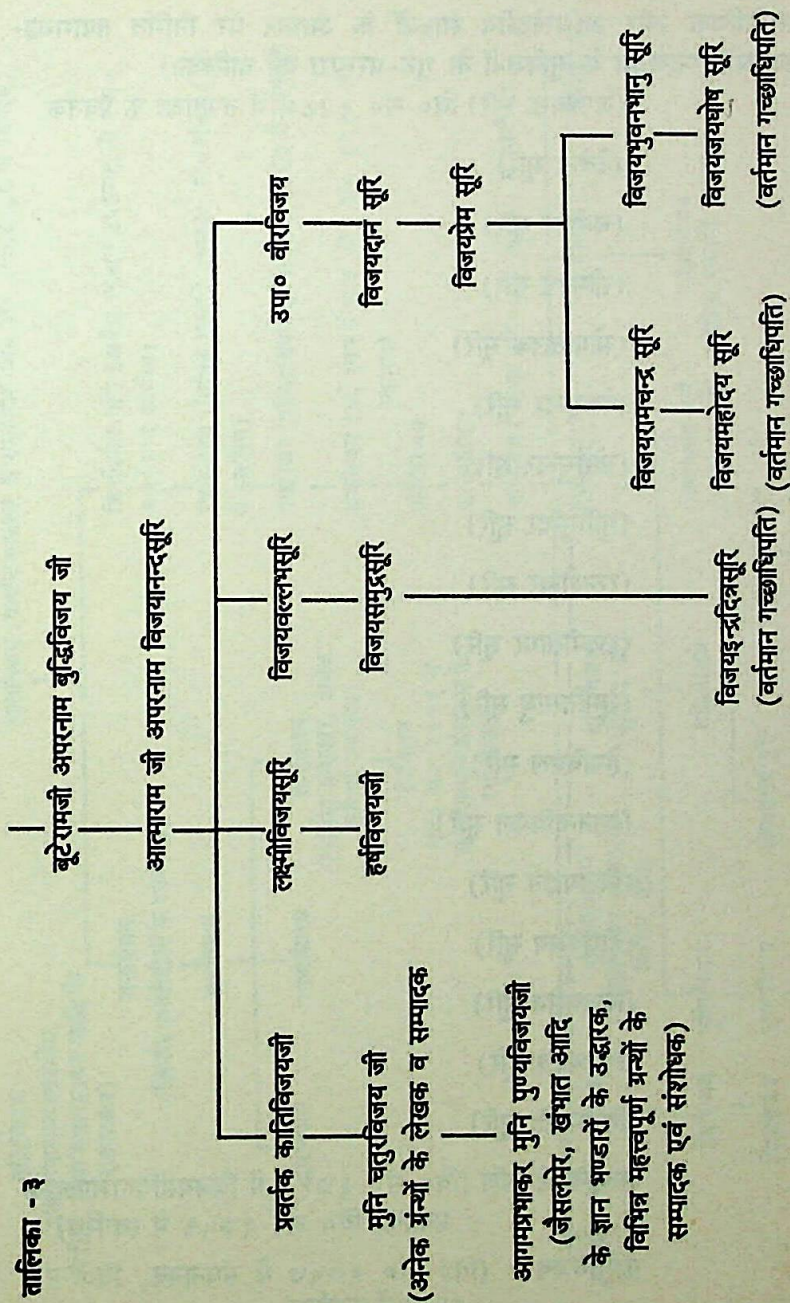 तालिका -३
बूटेरामजी अपरनाम बुद्धिविजय जी
आत्माराम जी अपरनाम विजयानन्दसूरि
प्रवर्तक कांतिविजयजी
लक्ष्मीविजयसूरि
विजयवल्लभसूरि
उपा० वीरविजय
मुनि चतुरविजय जी
(अनेक ग्रंथों के लेखक व सम्पादक
हर्षविजयजी
विजयसमुद्रसूरि
विजयदान सूरि
विजयप्रेम सूरि
आगमप्रभाकर मुनि पुण्यविजयजी
(जैसलमेर, खंभात आदि
के ज्ञान भण्डारों के उद्धारक,
विभिन्न महत्त्वपूर्ण ग्रन्थों के
सम्पादक एवं संशोधक)
विजयरामचन्द्र सूरि
विजयभुवनभानु सूरि
विजयइन्द्रदिन्नसूरि
(वर्तमान गच्छाधिपति)
विजयमहोदय सूरि
(वर्तमान गच्छाधिपति)
विजयजयघोष सूरि
(वर्तमान गच्छाधिपति)